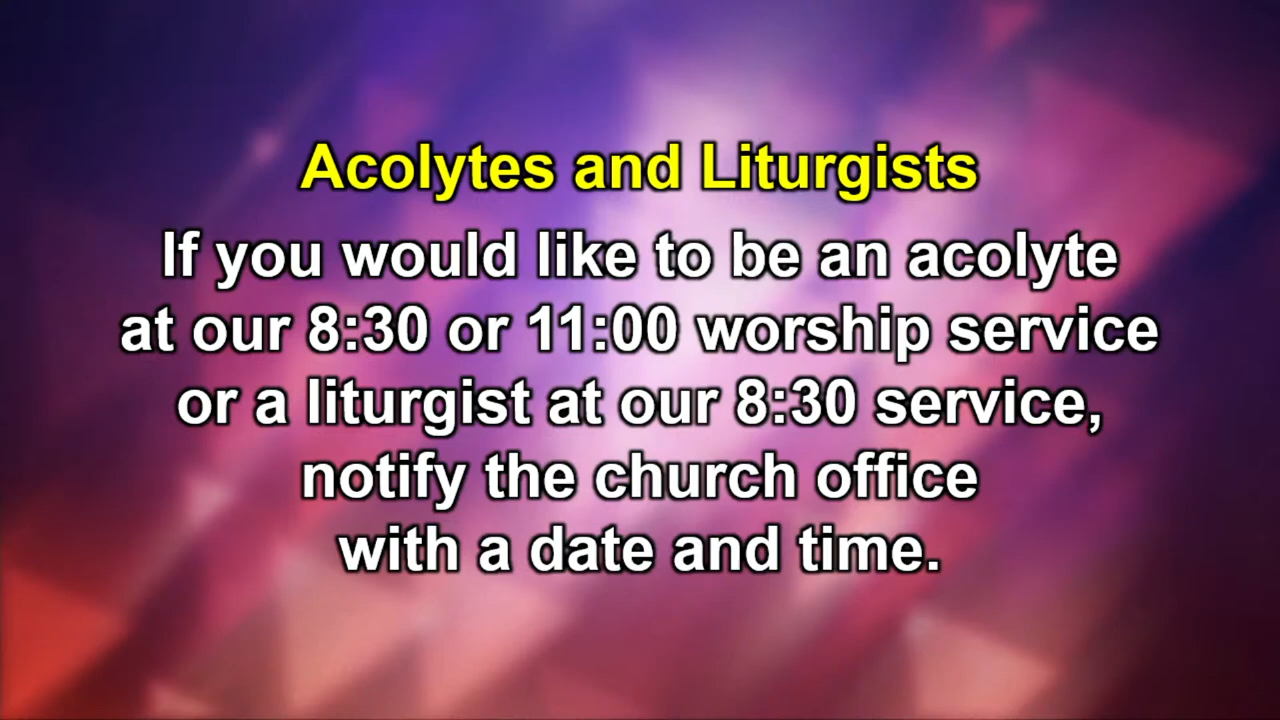 Acolytes and Liturgists
If you would like to be an acolyte
at our 8:30 or 11:00 worship service
or a liturgist at our 8:30 service,
notify the church office
with a date and time.